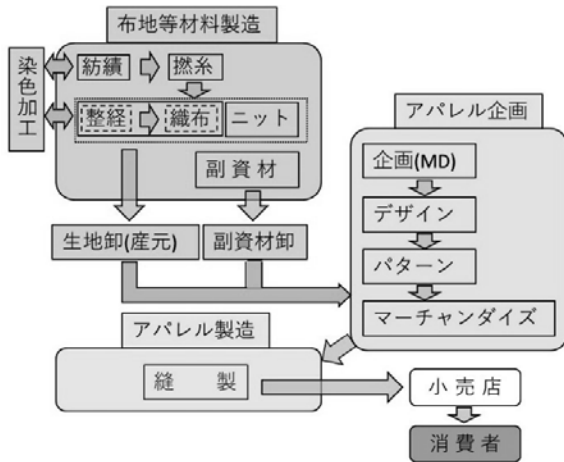 布地等材料製造
染色加工
紡績
撚糸
整経
織布
ニット
副資材
生地卸(産元)
副資材卸
アパレル企画
企画(MD)
デザイン
パターン
マーチャンダイズ
アパレル製造
縫 製
小売店
消費者